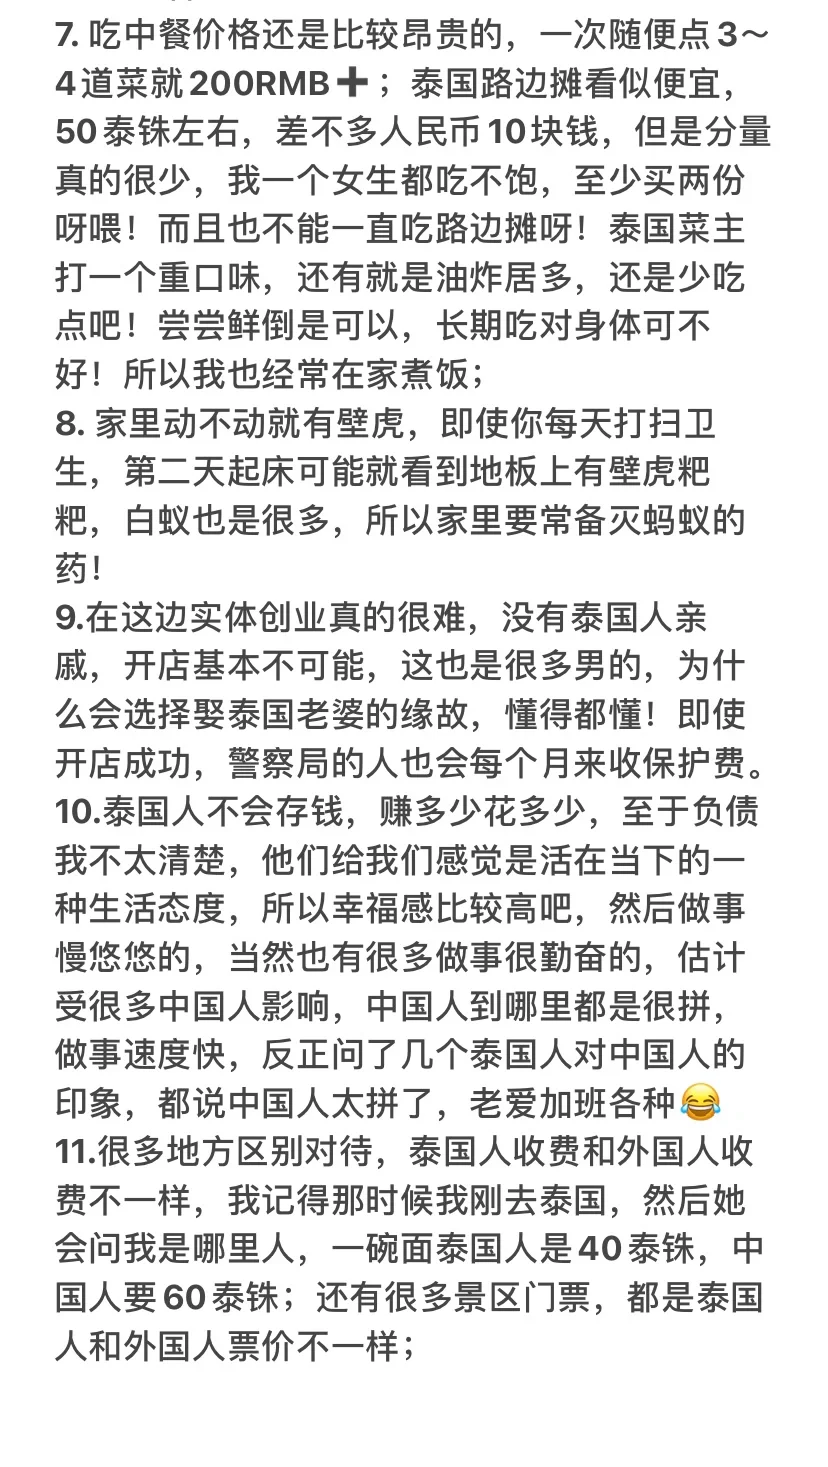 7. 吃中餐价格还是比较昂贵的，一次随便点3～
4道菜就200RMB➕；泰国路边摊看似便宜，
50泰铢左右，差不多人民币10块钱，但是分量
真的很少，我一个女生都吃不饱，至少买两份
呀喂！而且也不能一直吃路边摊呀！泰国菜主
打一个重口味，还有就是油炸居多，还是少吃
点吧！尝尝鲜倒是可以，长期吃对身体可不
好！所以我也经常在家煮饭；
8. 家里动不动就有壁虎，即使你每天打扫卫
生，第二天起床可能就看到地板上有壁虎粑
粑，白蚁也是很多，所以家里要常备灭蚂蚁的
药！
9.在这边实体创业真的很难，没有泰国人亲
戚，开店基本不可能，这也是很多男的，为什
么会选择娶泰国老婆的缘故，懂得都懂！即使
开店成功，警察局的人也会每个月来收保护费。
10.泰国人不会存钱，赚多少花多少，至于负债
我不太清楚，他们给我们感觉是活在当下的一
种生活态度，所以幸福感比较高吧，然后做事
慢悠悠的，当然也有很多做事很勤奋的，估计
受很多中国人影响，中国人到哪里都是很拼，
做事速度快，反正问了几个泰国人对中国人的
印象，都说中国人太拼了，老爱加班各种😂
11.很多地方区别对待，泰国人收费和外国人收
费不一样，我记得那时候我刚去泰国，然后她
会问我是哪里人，一碗面泰国人是40泰铢，中
国人要60泰铢；还有很多景区门票，都是泰国
人和外国人票价不一样；